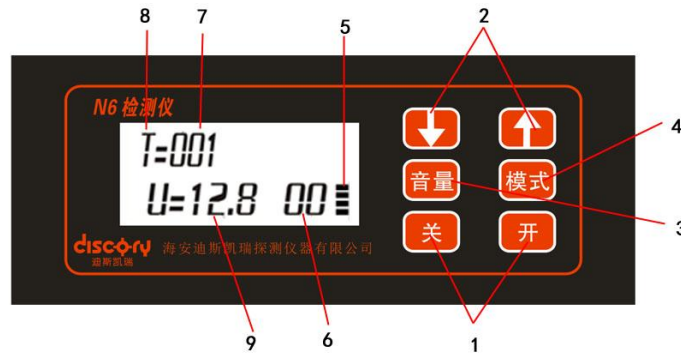 8 7 5 2
N6 检测仪
T=001
U=12.8 00
音量 模式
4
3
关 开
discory 海安迪斯凯瑞探测仪器有限公司
迪斯凯瑞
9 6 1